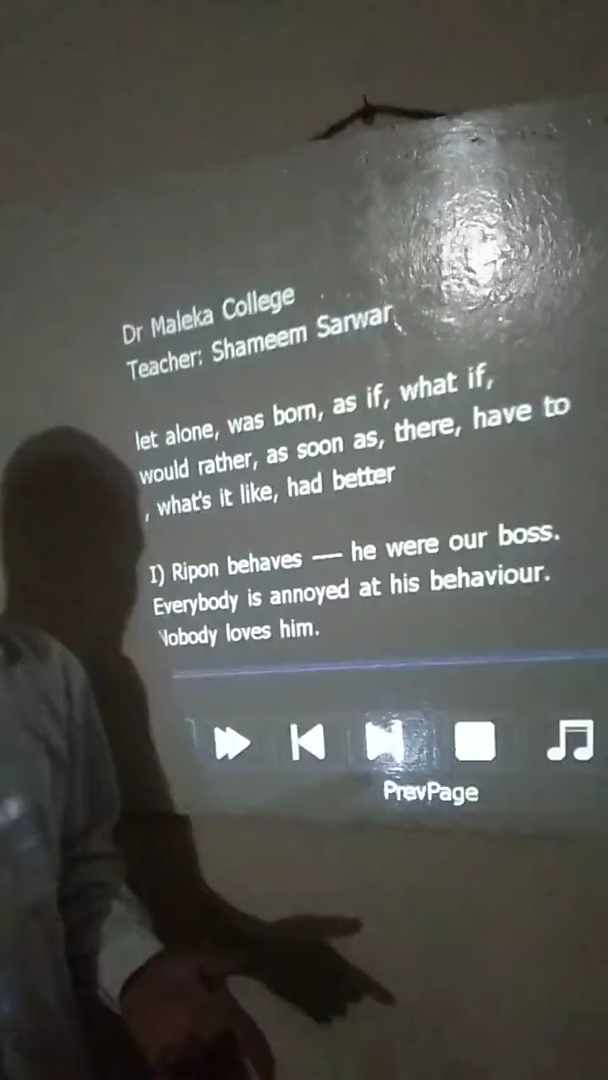 Dr Maleka College
Teacher: Shameem Sarwar
let alone, was born, as if, what if,
would rather, as soon as, there, have to
, what's it like, had better
I) Ripon behaves — he were our boss.
Everybody is annoyed at his behaviour.
Nobody loves him.
PrevPage